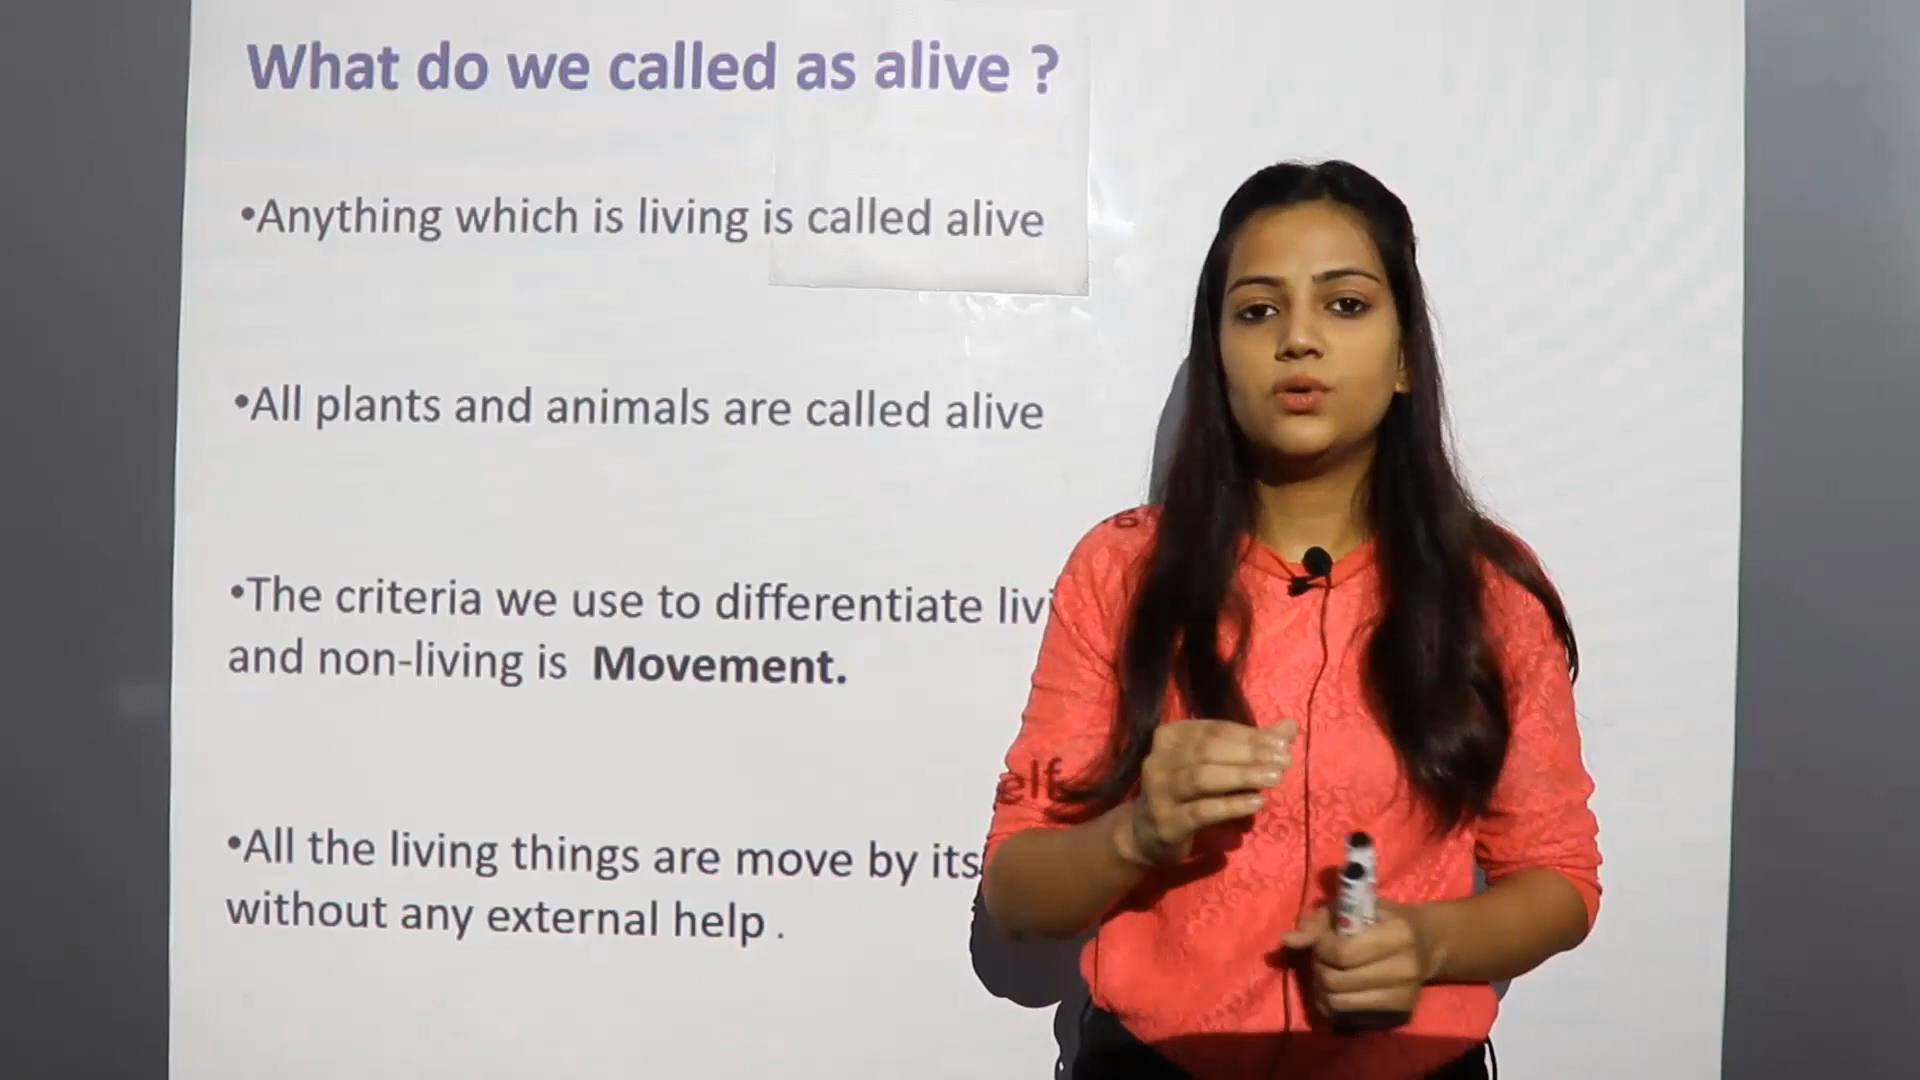 What do we called as alive ?
•Anything which is living is called alive
•All plants and animals are called alive
•The criteria we use to differentiate livi g
and non-living is Movement.
•All the living things are move by itself
without any external help .